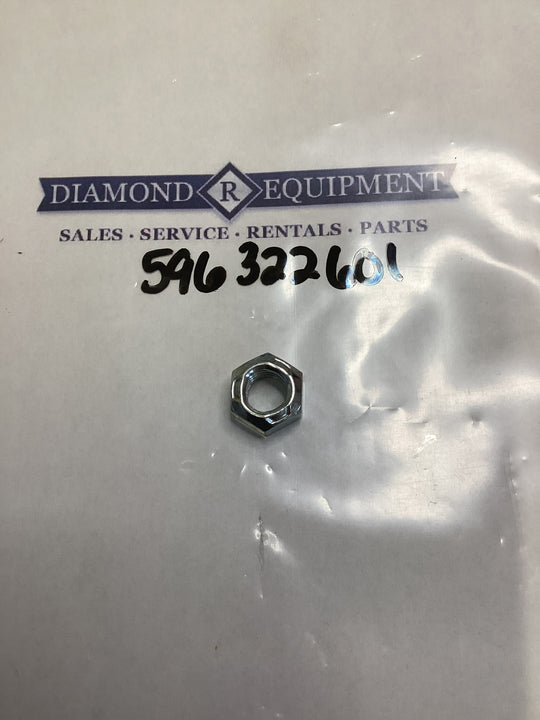 DIAMOND R EQUIPMENT
SALES · SERVICE · RENTALS · PARTS
596322601